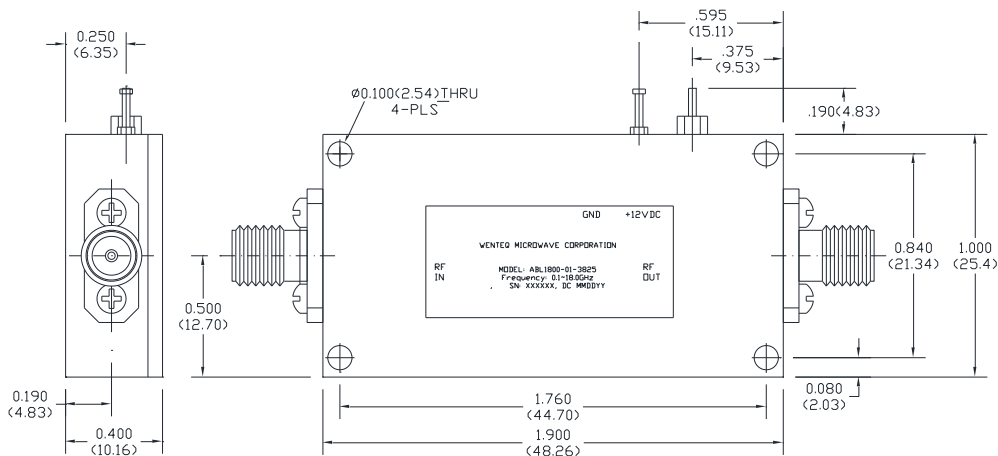 .595
(15.11)
0.250
(6.35)
.375
(9.53)
⌀0.100(2.54)THRU
4-PLS
.190(4.83)
GND +12VDC
WENTEQ MICROWAVE CORPORATION
RF
IN
MODEL: ABL1800-01-3825
Frequency: 0.1~18.0GHz
SN: XXXXXX, DC MMDDYY
RF
OUT
0.840
(21.34)
1.000
(25.4)
0.500
(12.70)
0.190
(4.83)
0.080
(2.03)
1.760
(44.70)
0.400
(10.16)
1.900
(48.26)